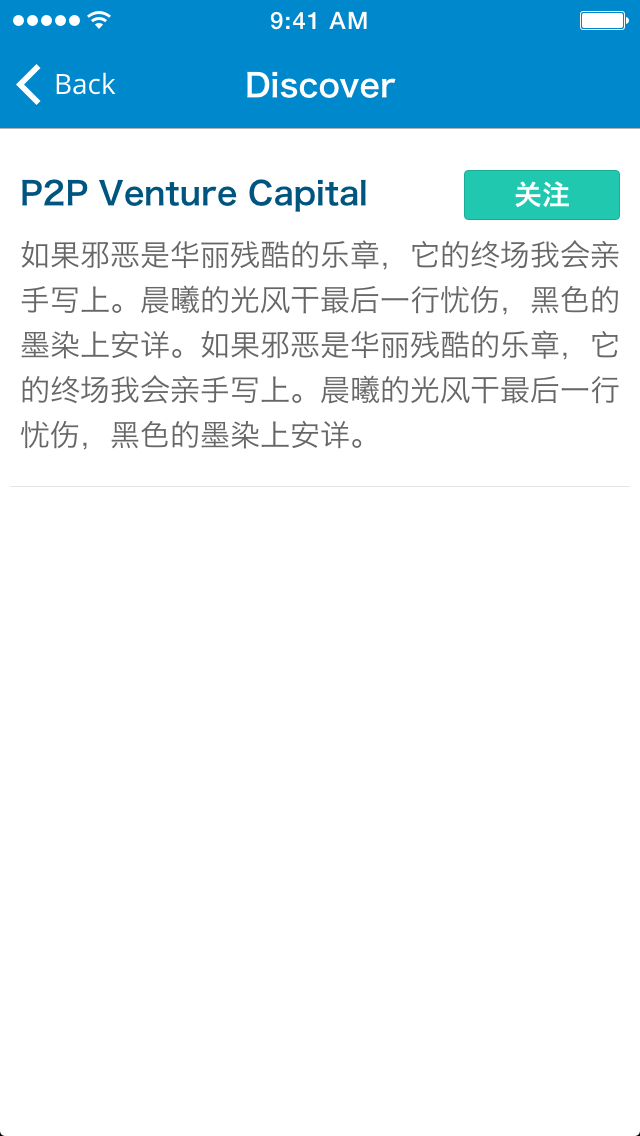 9:41 AM
Back
Discover
P2P Venture Capital
关注
如果邪恶是华丽残酷的乐章，它的终场我会亲
手写上。晨曦的光风干最后一行忧伤，黑色的
墨染上安详。如果邪恶是华丽残酷的乐章，它
的终场我会亲手写上。晨曦的光风干最后一行
忧伤，黑色的墨染上安详。